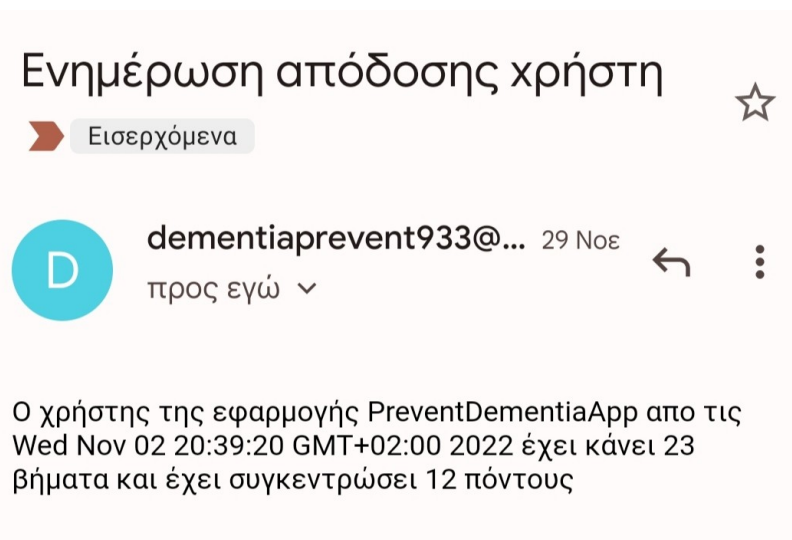 Ενημέρωση απόδοσης χρήστη
Εισερχόμενα
D
dementiaprevent933@... 29 Νοε
προς εγώ
Ο χρήστης της εφαρμογής PreventDementiaApp απο τις
Wed Nov 02 20:39:20 GMT+02:00 2022 έχει κάνει 23
βήματα και έχει συγκεντρώσει 12 πόντους